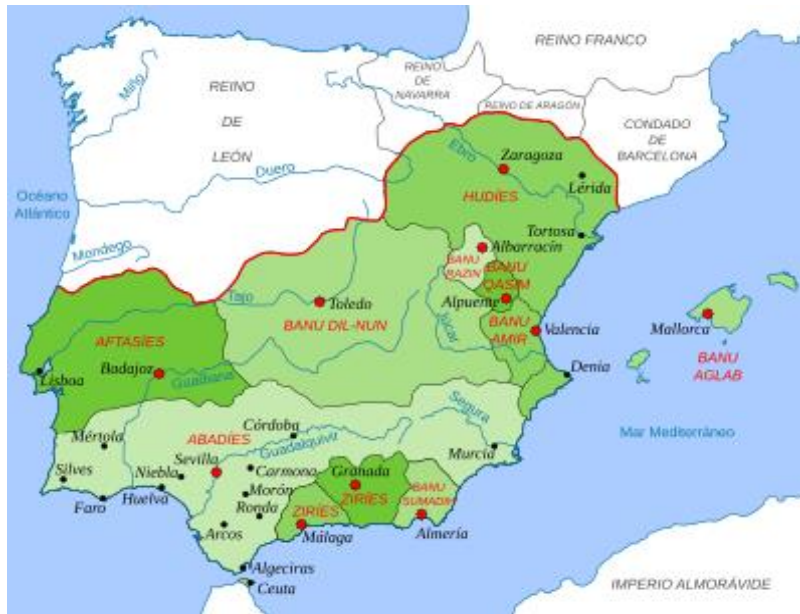 REINO FRANCO
REINO
DE
NAVARRA
REINO DE ARAGÓN
CONDADO
DE
BARCELONA
REINO
DE
LEÓN
Miño
Duero
Ebro
Zaragoza
Lérida
HUDÍES
Océano
Atlántico
Mondego
Tortosa
Albarracín
BANU
RAZIN
BANU
QASIM
Alpuente
Tajo
Toledo
BANU DIL-NUN
Júcar
BANU
AMIR
Valencia
Mallorca
BANU
AGLAB
AFTASÍES
Badajoz
Lisboa
Guadiana
Denia
Mar Mediterráneo
Segura
Córdoba
Guadalquivir
Murcia
Mértola
ABADÍES
Sevilla
Niebla
Carmona
Silves
Faro
Huelva
Morón
Ronda
Arcos
Granada
ZIRÍES
ZIRÍES
Málaga
BANU
SUMADIH
Almería
Algeciras
Ceuta
IMPERIO ALMORÁVIDE